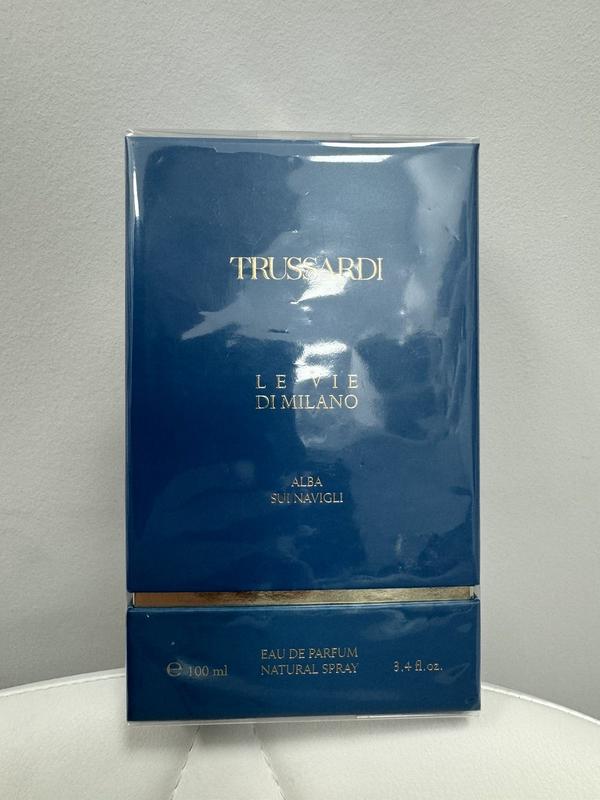 TRUSSARDI
LE VIE
DI MILANO
ALBA
SUI NAVIGLI
EAU DE PARFUM
℮ 100 ml NATURAL SPRAY 3.4 fl.oz.